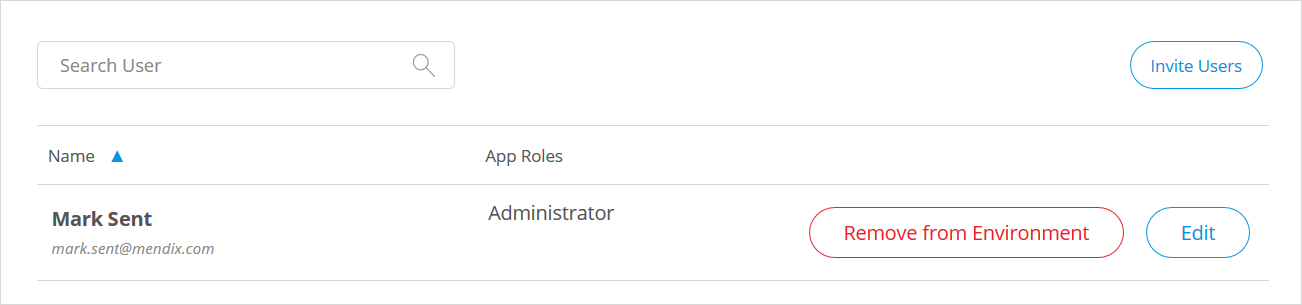 Search User
Invite Users
Name
App Roles
Mark Sent
Administrator
mark.sent@mendix.com
Remove from Environment
Edit